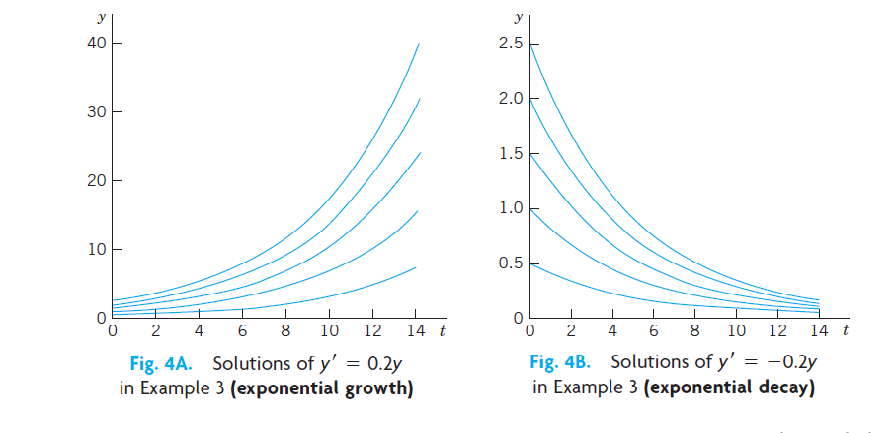 y
40
30
20
10
0
0 2 4 6 8 10 12 14 t
Fig. 4A. Solutions of y′ = 0.2y
in Example 3 (exponential growth)
y
2.5
2.0
1.5
1.0
0.5
0
0 2 4 6 8 10 12 14 t
Fig. 4B. Solutions of y′ = −0.2y
in Example 3 (exponential decay)